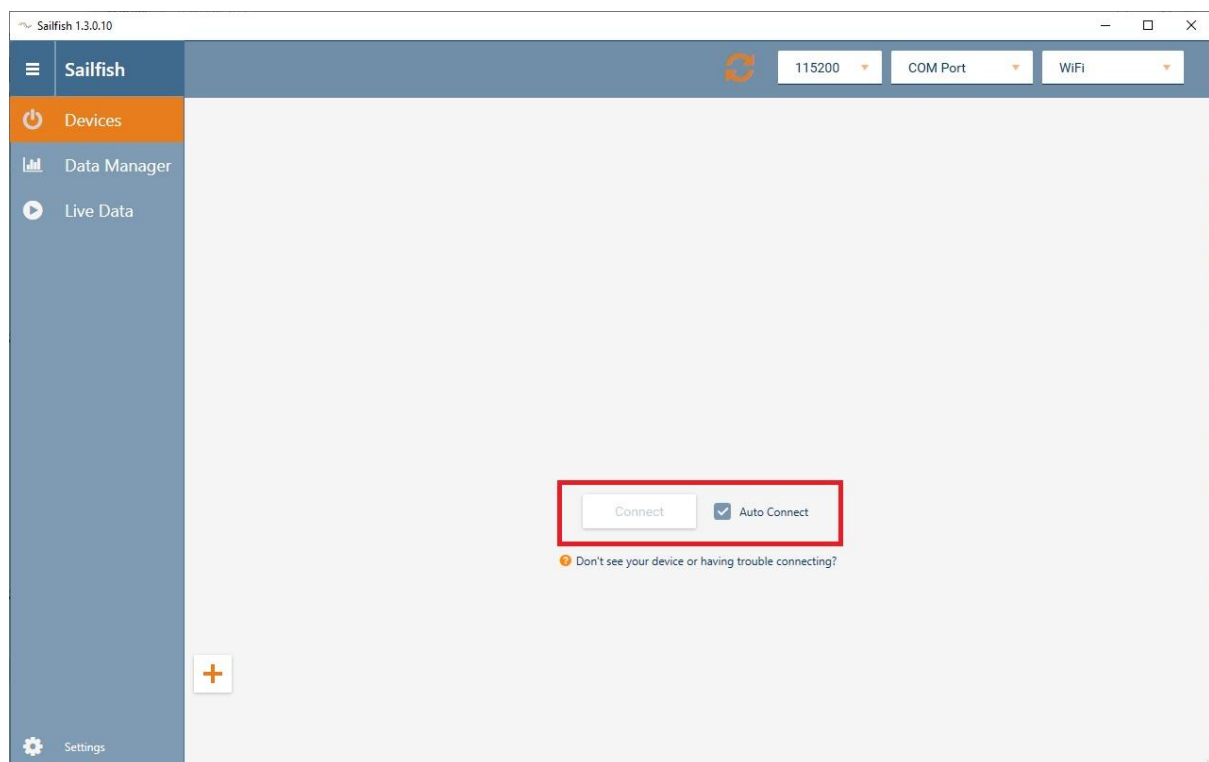 Sailfish 1.3.0.10
Sailfish
115200
COM Port
WiFi
Devices
Data Manager
Live Data
Connect
Auto Connect
Don't see your device or having trouble connecting?
Settings